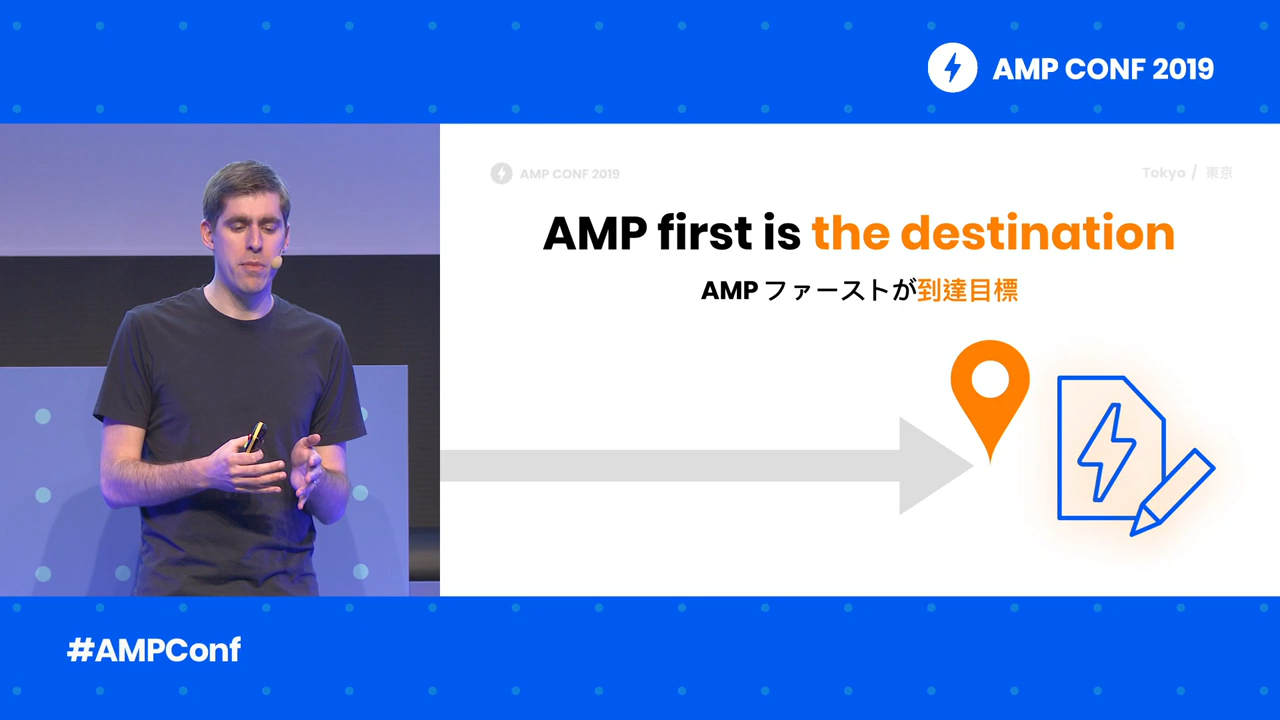 AMP CONF 2019
AMP CONF 2019
Tokyo / 東京
AMP first is the destination
AMP ファーストが到達目標
#AMPConf